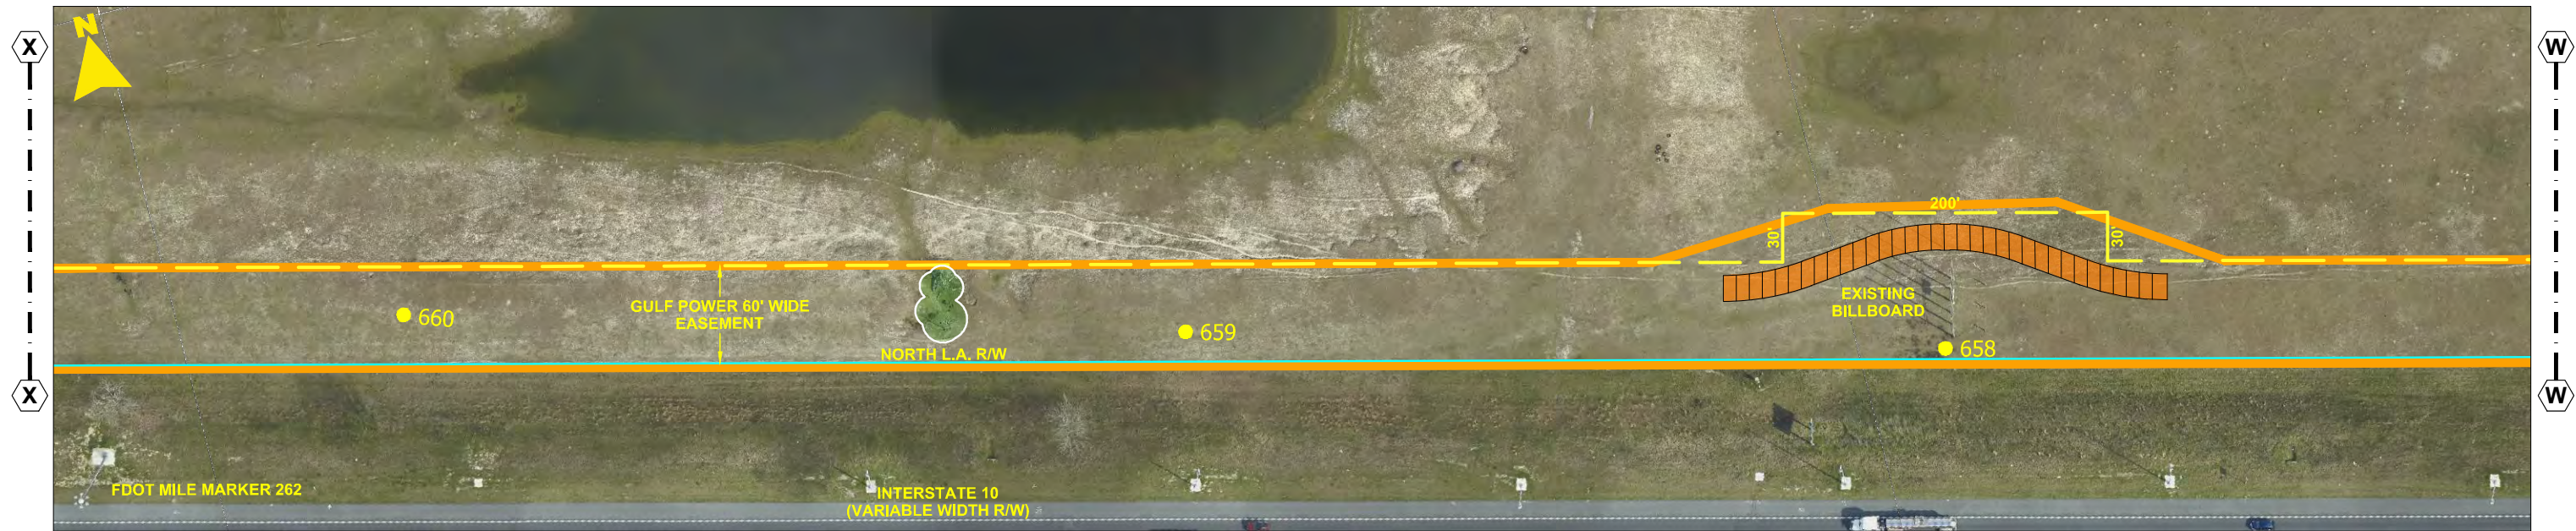 N
X
W
200'
30'
30'
GULF POWER 60' WIDE
EASEMENT
EXISTING
BILLBOARD
660
659
658
NORTH L.A. R/W
X
W
FDOT MILE MARKER 262
INTERSTATE 10
(VARIABLE WIDTH R/W)